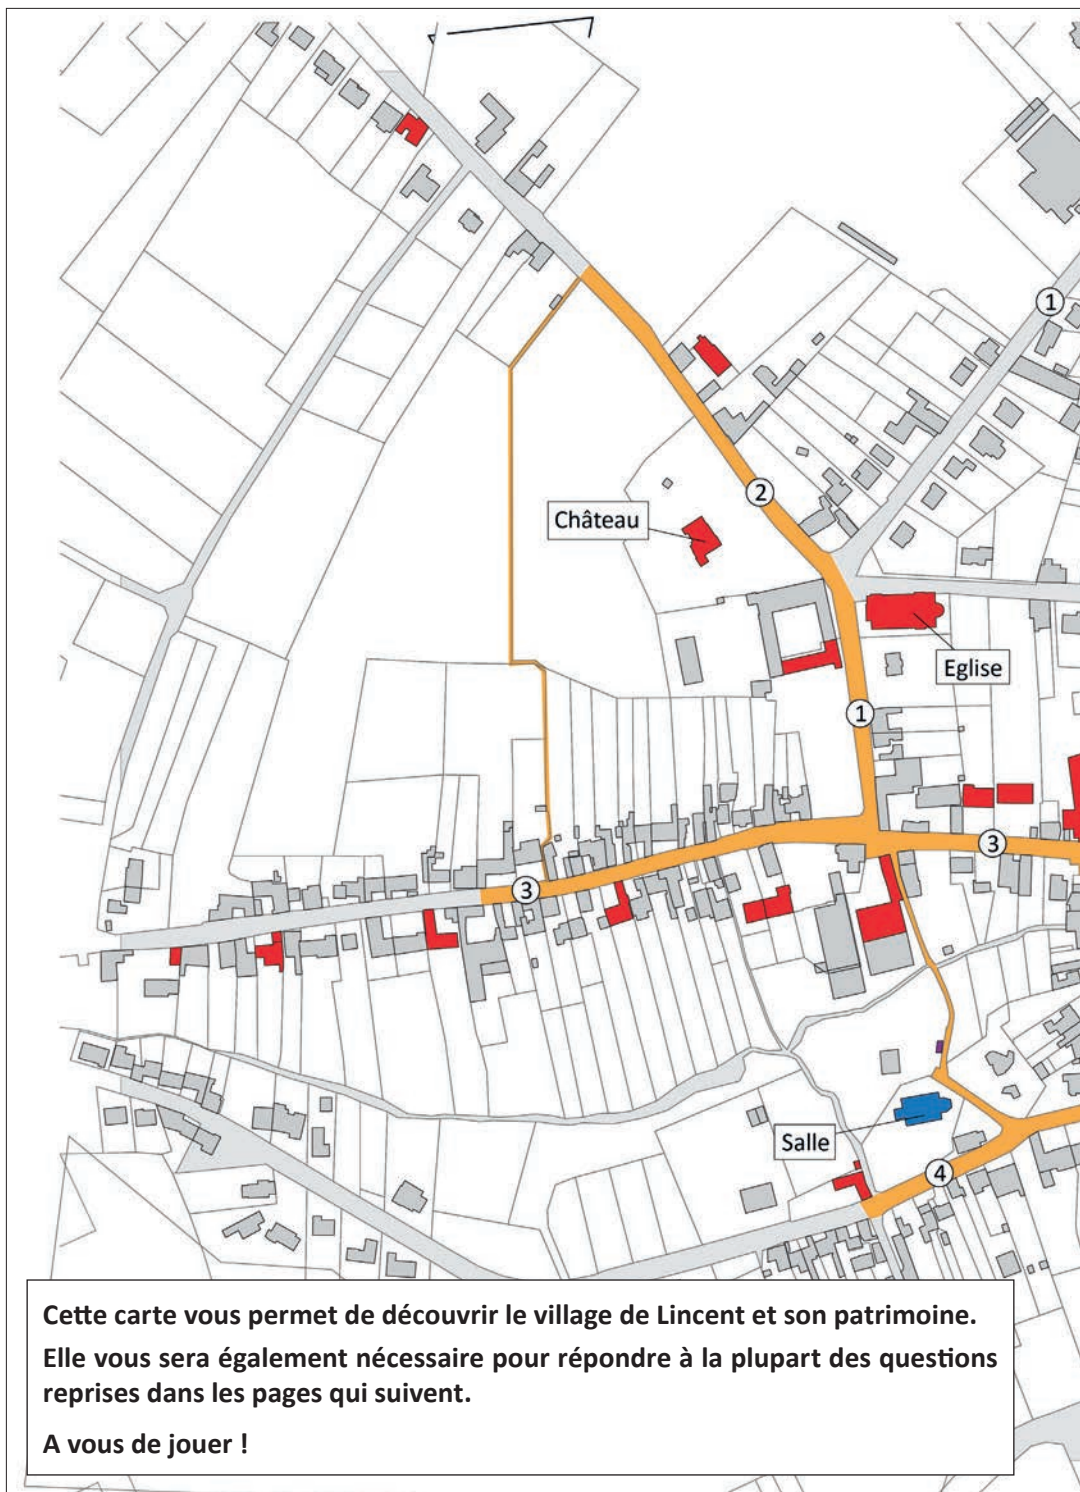 1
2
Château
Eglise
1
3
3
Salle
4
Cette carte vous permet de découvrir le village de Lincent et son patrimoine.
Elle vous sera également nécessaire pour répondre à la plupart des questions
reprises dans les pages qui suivent.
A vous de jouer !